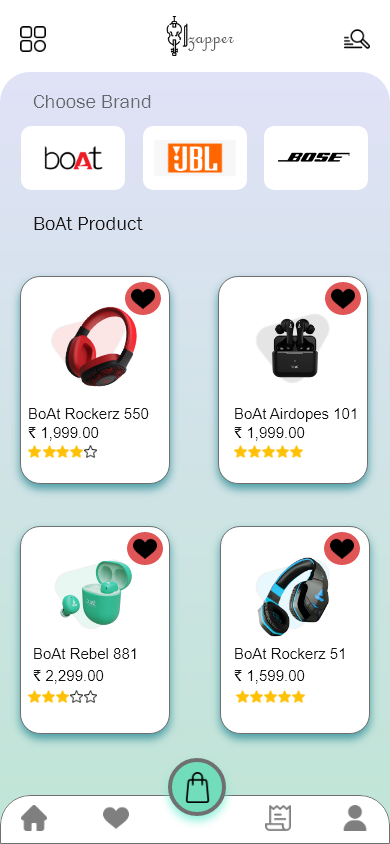 1zapper
Choose Brand
boAt
JBL
BOSE
BoAt Product
BoAt Rockerz 550
₹ 1,999.00
BoAt Airdopes 101
₹ 1,999.00
BoAt Rebel 881
₹ 2,299.00
BoAt Rockerz 51
₹ 1,599.00